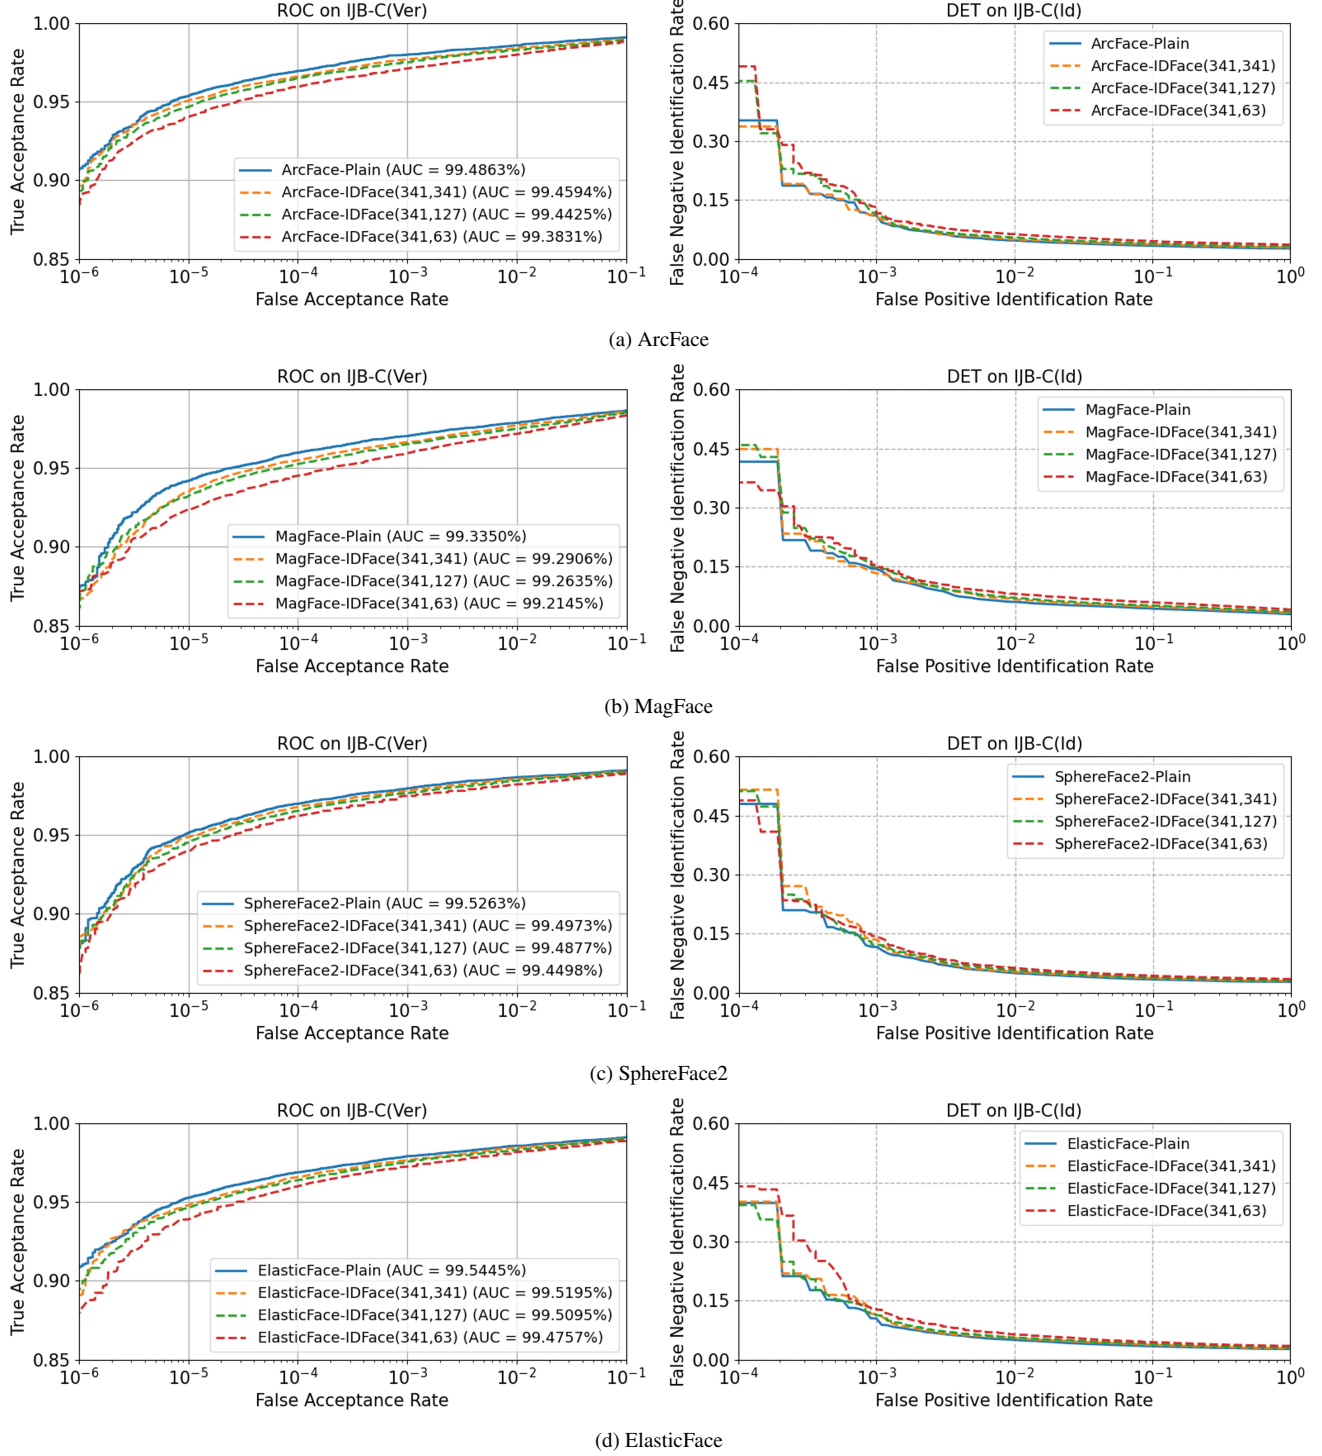 ROC on IJB-C(Ver)
True Acceptance Rate
1.00
0.95
0.90
0.85
ArcFace-Plain (AUC = 99.4863%)
ArcFace-IDFace(341,341) (AUC = 99.4594%)
ArcFace-IDFace(341,127) (AUC = 99.4425%)
ArcFace-IDFace(341,63) (AUC = 99.3831%)
10⁻⁶ 10⁻⁵ 10⁻⁴ 10⁻³ 10⁻² 10⁻¹
False Acceptance Rate
DET on IJB-C(Id)
False Negative Identification Rate
0.60
0.45
0.30
0.15
0.00
ArcFace-Plain
ArcFace-IDFace(341,341)
ArcFace-IDFace(341,127)
ArcFace-IDFace(341,63)
10⁻⁴ 10⁻³ 10⁻² 10⁻¹ 10⁰
False Positive Identification Rate
(a) ArcFace
ROC on IJB-C(Ver)
True Acceptance Rate
1.00
0.95
0.90
0.85
MagFace-Plain (AUC = 99.3350%)
MagFace-IDFace(341,341) (AUC = 99.2906%)
MagFace-IDFace(341,127) (AUC = 99.2635%)
MagFace-IDFace(341,63) (AUC = 99.2145%)
10⁻⁶ 10⁻⁵ 10⁻⁴ 10⁻³ 10⁻² 10⁻¹
False Acceptance Rate
DET on IJB-C(Id)
False Negative Identification Rate
0.60
0.45
0.30
0.15
0.00
MagFace-Plain
MagFace-IDFace(341,341)
MagFace-IDFace(341,127)
MagFace-IDFace(341,63)
10⁻⁴ 10⁻³ 10⁻² 10⁻¹ 10⁰
False Positive Identification Rate
(b) MagFace
ROC on IJB-C(Ver)
True Acceptance Rate
1.00
0.95
0.90
0.85
SphereFace2-Plain (AUC = 99.5263%)
SphereFace2-IDFace(341,341) (AUC = 99.4973%)
SphereFace2-IDFace(341,127) (AUC = 99.4877%)
SphereFace2-IDFace(341,63) (AUC = 99.4498%)
10⁻⁶ 10⁻⁵ 10⁻⁴ 10⁻³ 10⁻² 10⁻¹
False Acceptance Rate
DET on IJB-C(Id)
False Negative Identification Rate
0.60
0.45
0.30
0.15
0.00
SphereFace2-Plain
SphereFace2-IDFace(341,341)
SphereFace2-IDFace(341,127)
SphereFace2-IDFace(341,63)
10⁻⁴ 10⁻³ 10⁻² 10⁻¹ 10⁰
False Positive Identification Rate
(c) SphereFace2
ROC on IJB-C(Ver)
True Acceptance Rate
1.00
0.95
0.90
0.85
ElasticFace-Plain (AUC = 99.5445%)
ElasticFace-IDFace(341,341) (AUC = 99.5195%)
ElasticFace-IDFace(341,127) (AUC = 99.5095%)
ElasticFace-IDFace(341,63) (AUC = 99.4757%)
10⁻⁶ 10⁻⁵ 10⁻⁴ 10⁻³ 10⁻² 10⁻¹
False Acceptance Rate
DET on IJB-C(Id)
False Negative Identification Rate
0.60
0.45
0.30
0.15
0.00
ElasticFace-Plain
ElasticFace-IDFace(341,341)
ElasticFace-IDFace(341,127)
ElasticFace-IDFace(341,63)
10⁻⁴ 10⁻³ 10⁻² 10⁻¹ 10⁰
False Positive Identification Rate
(d) ElasticFace